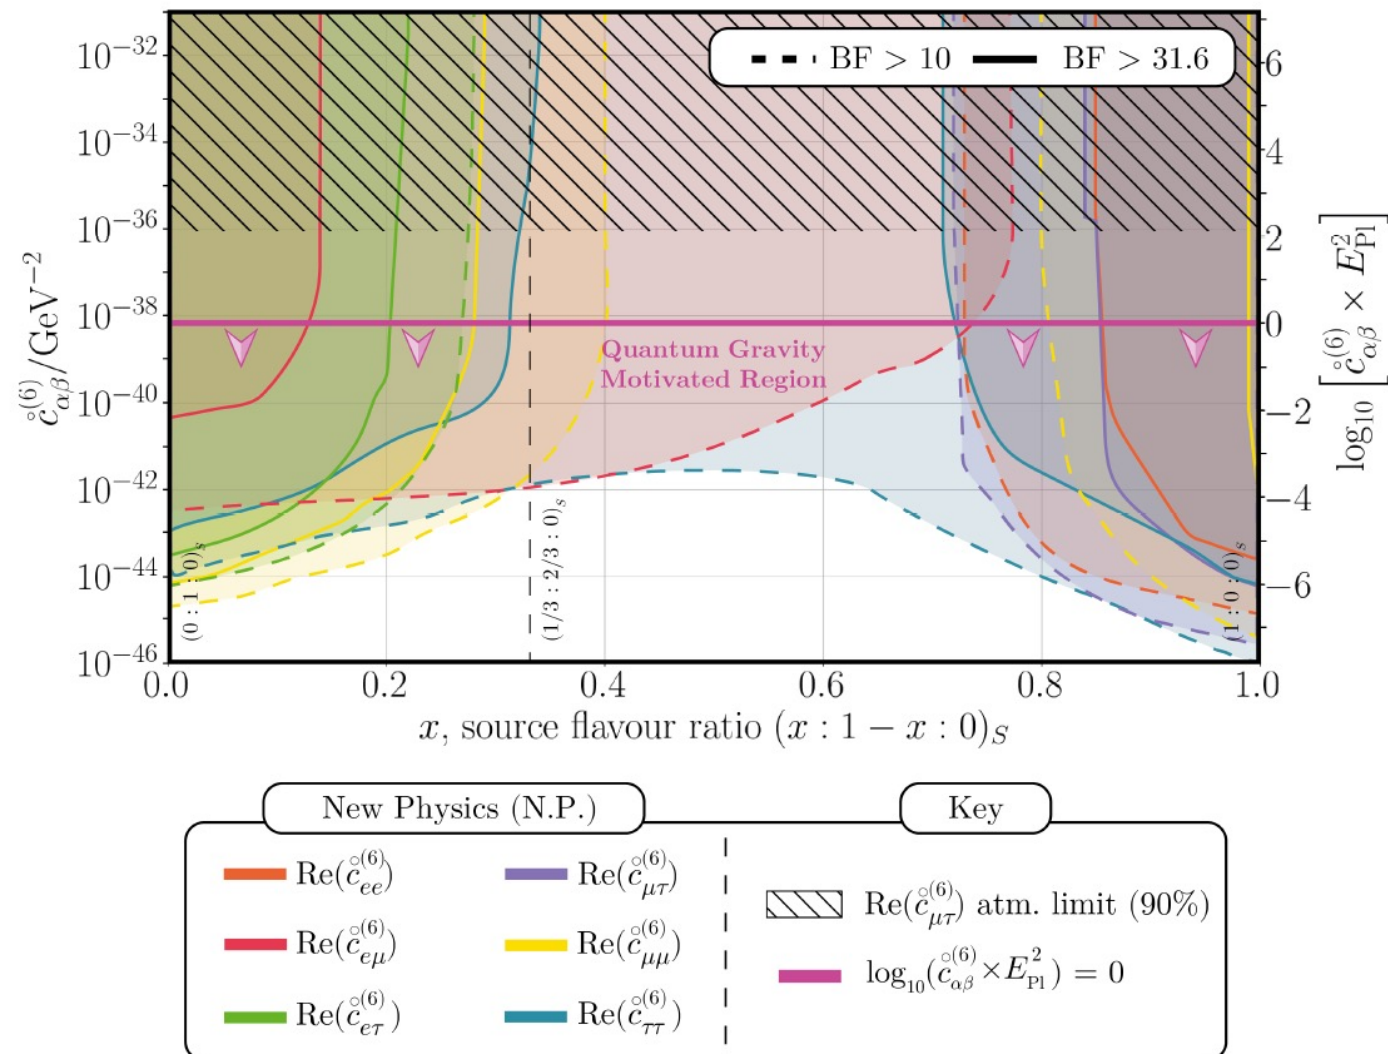 BF > 10 BF > 31.6
10⁻³²
10⁻³⁴
10⁻³⁶
10⁻³⁸
10⁻⁴⁰
10⁻⁴²
10⁻⁴⁴
10⁻⁴⁶
c̊⁽⁶⁾_αβ/GeV⁻²
6
4
2
0
−2
−4
−6
log₁₀ [c̊⁽⁶⁾_αβ × E²_Pl]
Quantum Gravity
Motivated Region
(0 : 1 : 0)_S
(1/3 : 2/3 : 0)_S
(1 : 0 : 0)_S
0.0 0.2 0.4 0.6 0.8 1.0
x, source flavour ratio (x : 1 − x : 0)_S
New Physics (N.P.) Key
Re(c̊⁽⁶⁾_ee) Re(c̊⁽⁶⁾_μτ)
Re(c̊⁽⁶⁾_eμ) Re(c̊⁽⁶⁾_μμ)
Re(c̊⁽⁶⁾_eτ) Re(c̊⁽⁶⁾_ττ)
Re(c̊⁽⁶⁾_μτ) atm. limit (90%)
log₁₀(c̊⁽⁶⁾_αβ × E²_Pl) = 0